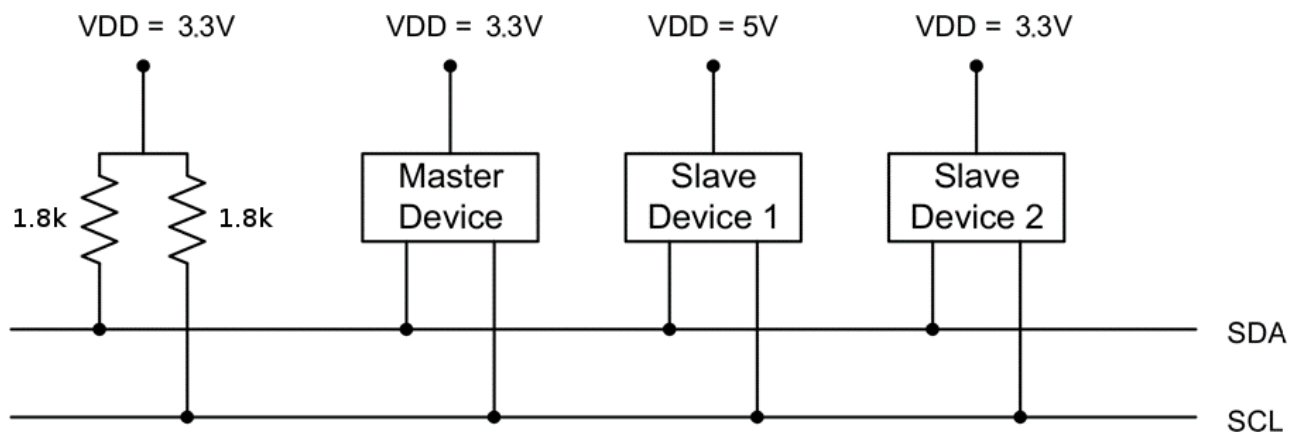 VDD = 3.3V
VDD = 3.3V
VDD = 5V
VDD = 3.3V
1.8k
1.8k
Master
Device
Slave
Device 1
Slave
Device 2
SDA
SCL